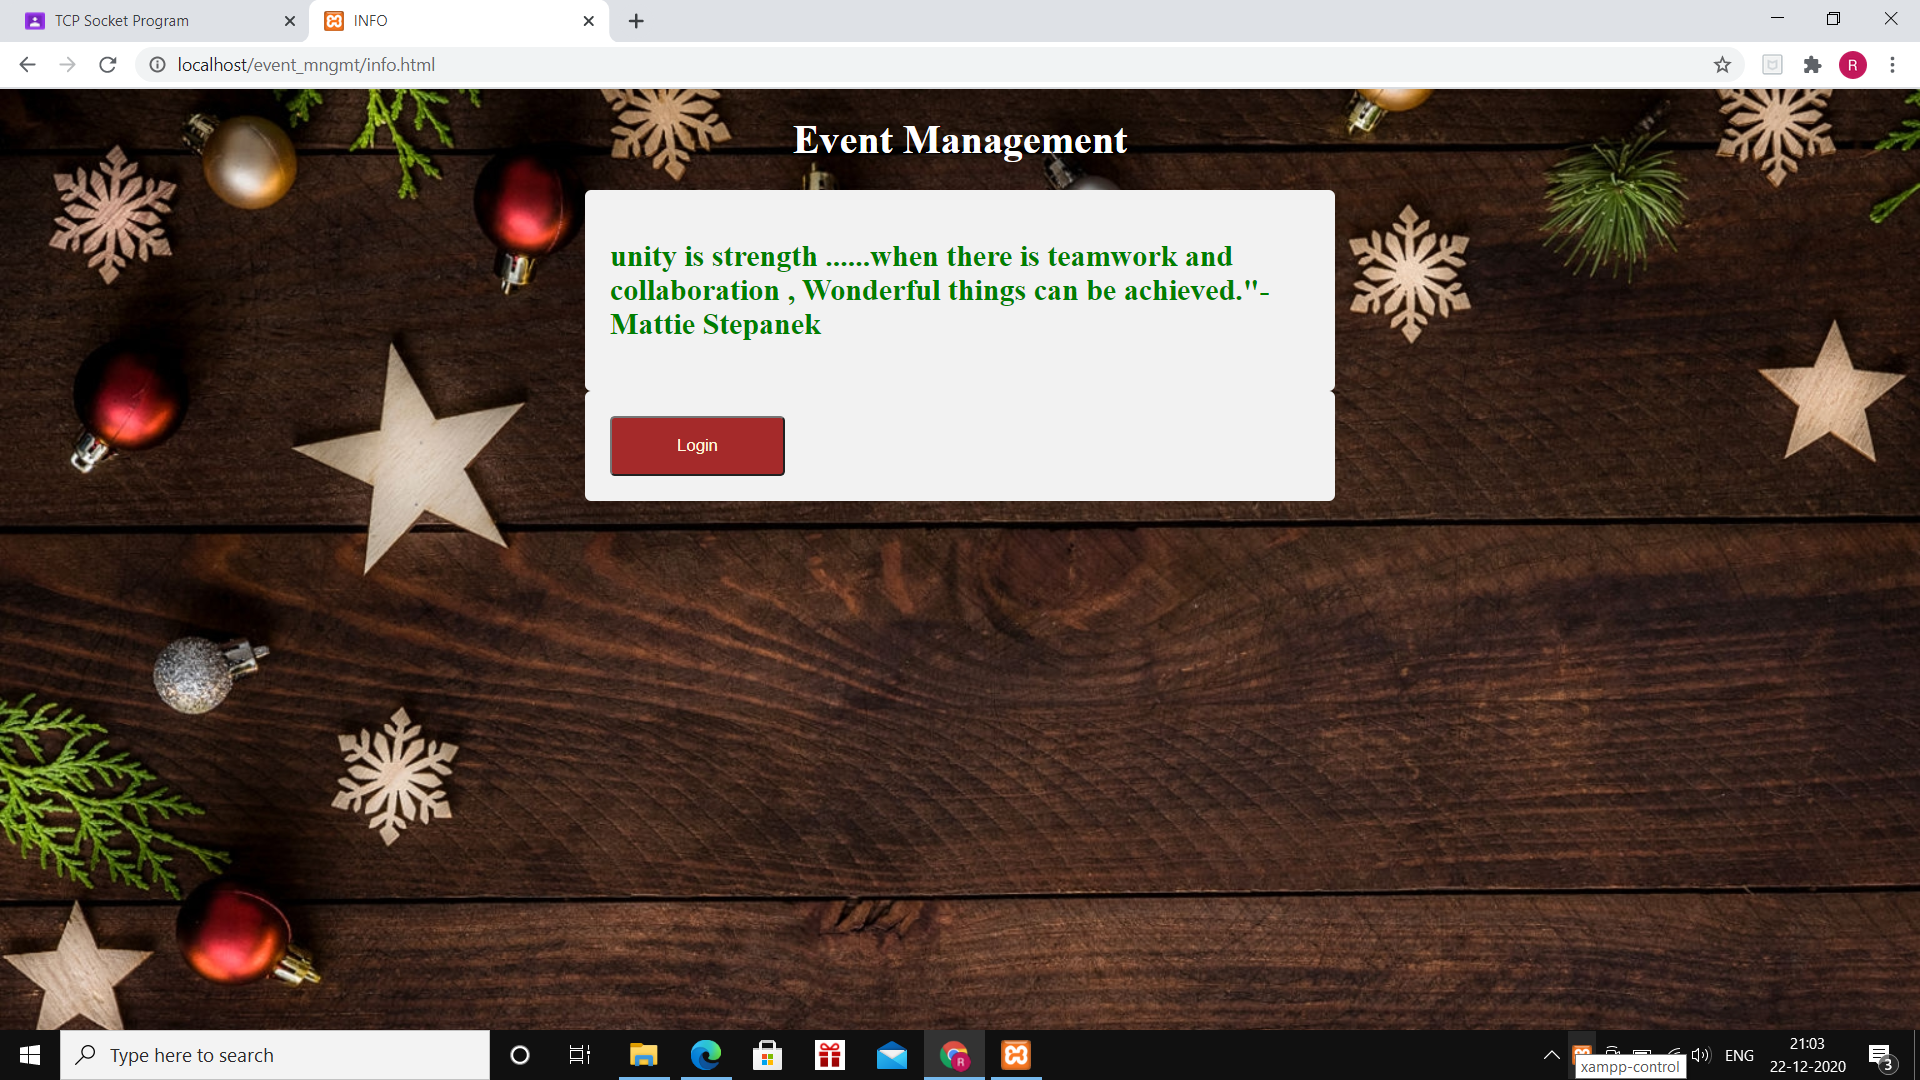 TCP Socket Program
INFO
localhost/event_mngmt/info.html
R
Event Management
unity is strength ......when there is teamwork and
collaboration , Wonderful things can be achieved."-
Mattie Stepanek
Login
Type here to search
R
ENG
21:03
22-12-2020
3
xampp-control